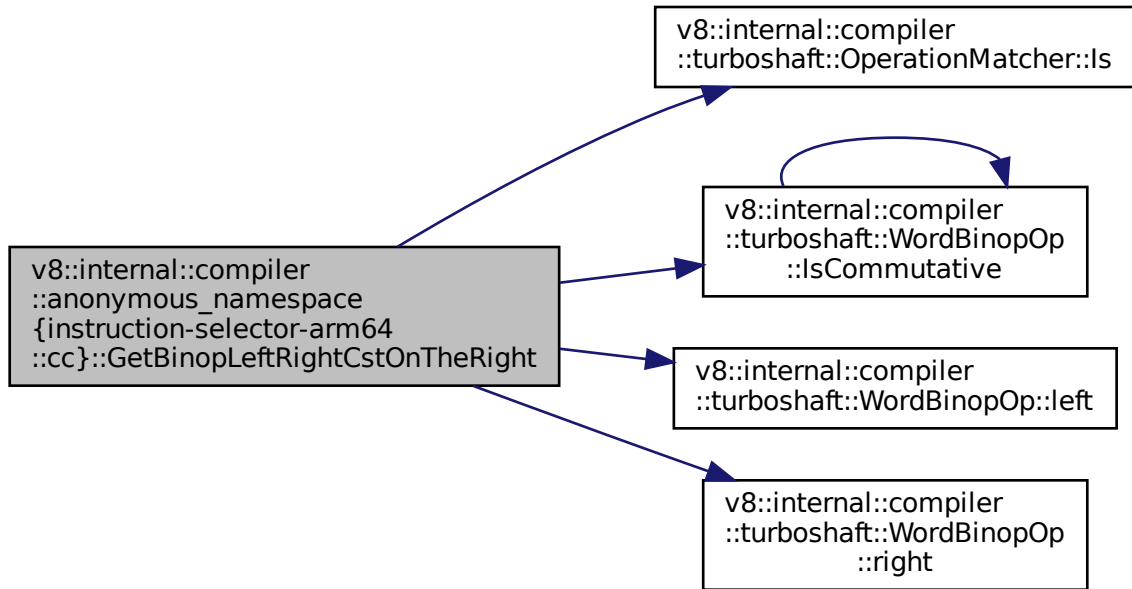 v8::internal::compiler
::turboshaft::OperationMatcher::Is
v8::internal::compiler
::turboshaft::WordBinopOp
::IsCommutative
v8::internal::compiler
::anonymous_namespace
{instruction-selector-arm64
::cc}::GetBinopLeftRightCstOnTheRight
v8::internal::compiler
::turboshaft::WordBinopOp::left
v8::internal::compiler
::turboshaft::WordBinopOp
::right